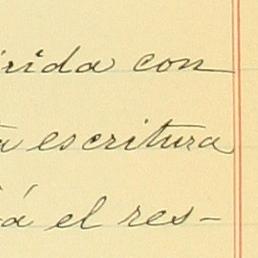 rida con
a escritura
á el res-